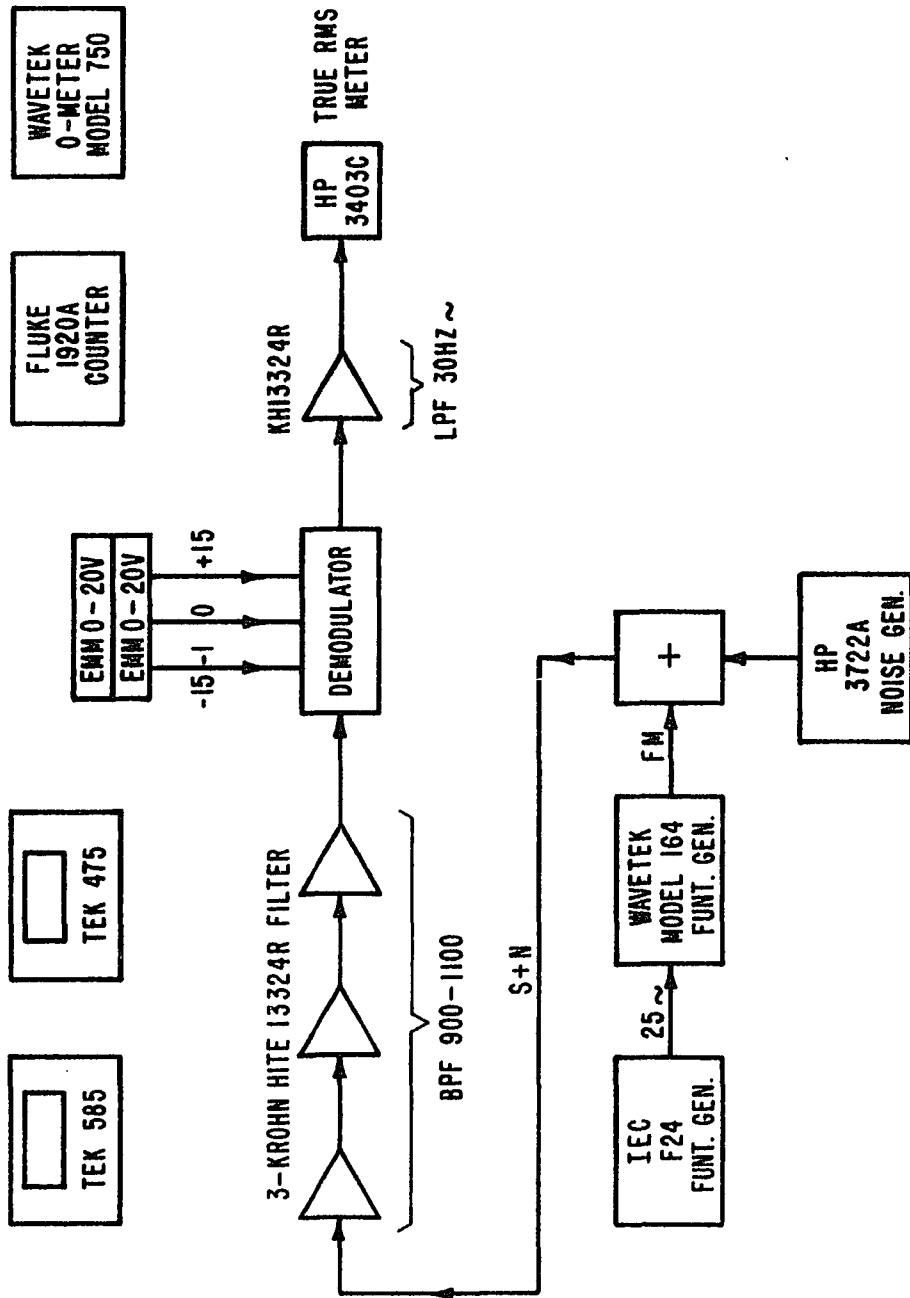 TEK 585
TEK 475
EMM 0-20V
EMM 0-20V
FLUKE
1920A
COUNTER
WAVETEK
O-METER
MODEL 750
-15-1
0
+15
3-KROHN HITE 13324R FILTER
BPF 900-1100
DEMODULATOR
KH13324R
LPF 30HZ~
HP
3403C
TRUE RMS
METER
S+N
IEC
F24
FUNT. GEN.
25~
WAVETEK
MODEL 164
FUNT. GEN.
FM
+
HP
3722A
NOISE GEN.